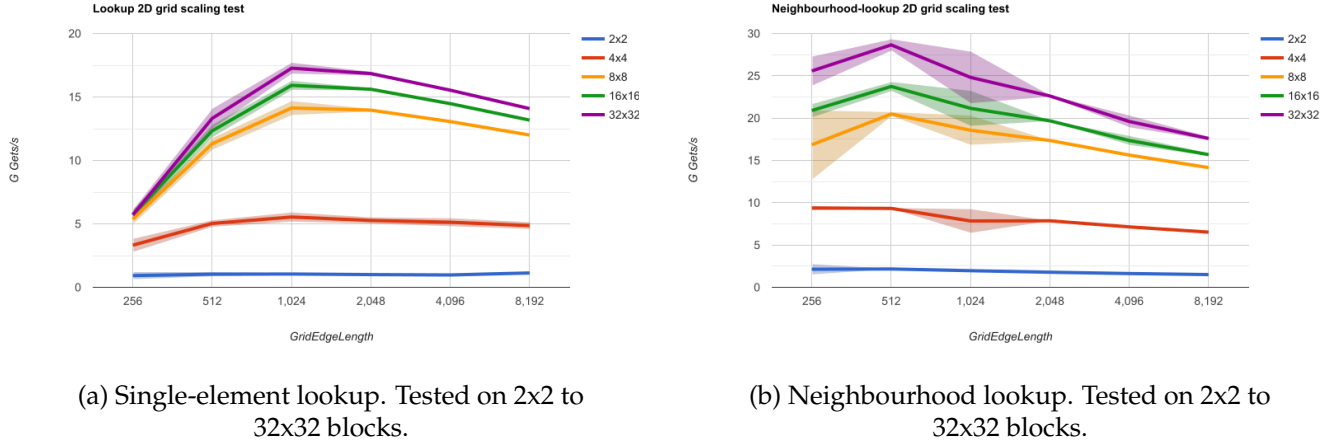 Lookup 2D grid scaling test
20
15
10
5
0
G Gets/s
256 512 1,024 2,048 4,096 8,192
GridEdgeLength
2x2
4x4
8x8
16x16
32x32
(a) Single-element lookup. Tested on 2x2 to
32x32 blocks.
Neighbourhood-lookup 2D grid scaling test
30
25
20
15
10
5
0
G Gets/s
256 512 1,024 2,048 4,096 8,192
GridEdgeLength
2x2
4x4
8x8
16x16
32x32
(b) Neighbourhood lookup. Tested on 2x2 to
32x32 blocks.